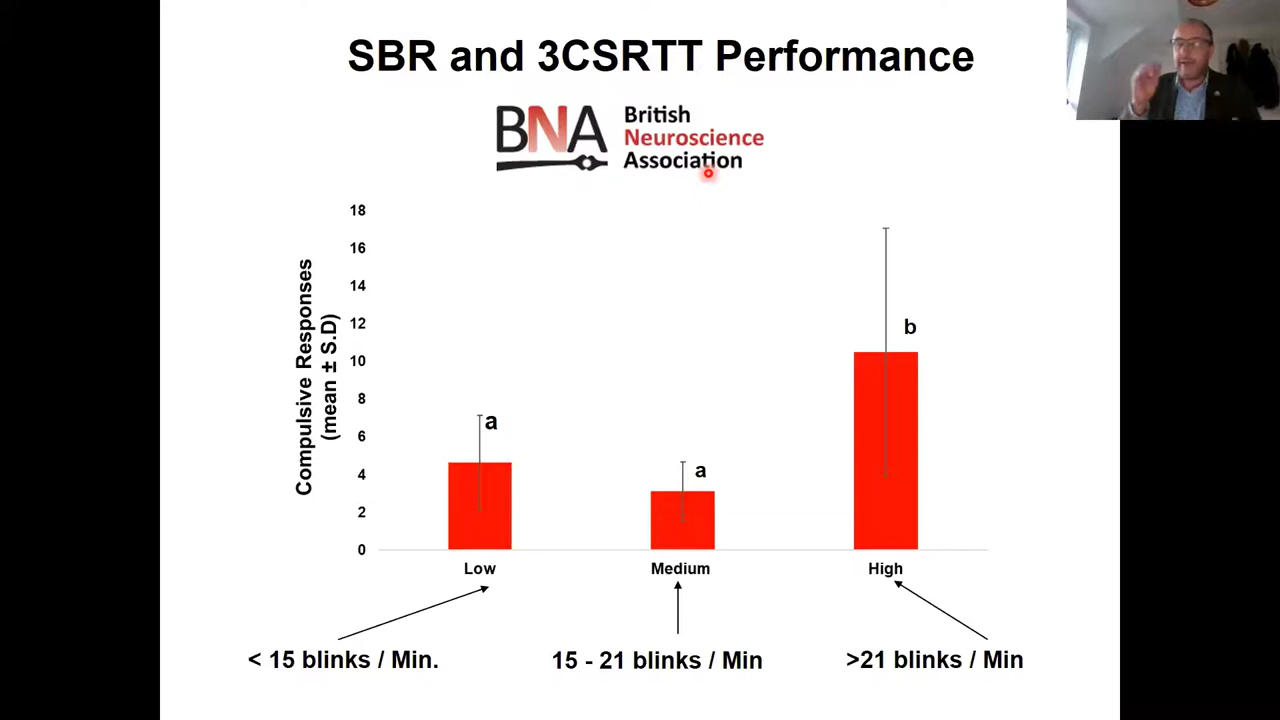 SBR and 3CSRTT Performance
BNA
British
Neuroscience
Association
Compulsive Responses
(mean ± S.D)
18
16
14
12
10
8
6
4
2
0
a
a
b
Low
Medium
High
< 15 blinks / Min.
15 - 21 blinks / Min
>21 blinks / Min